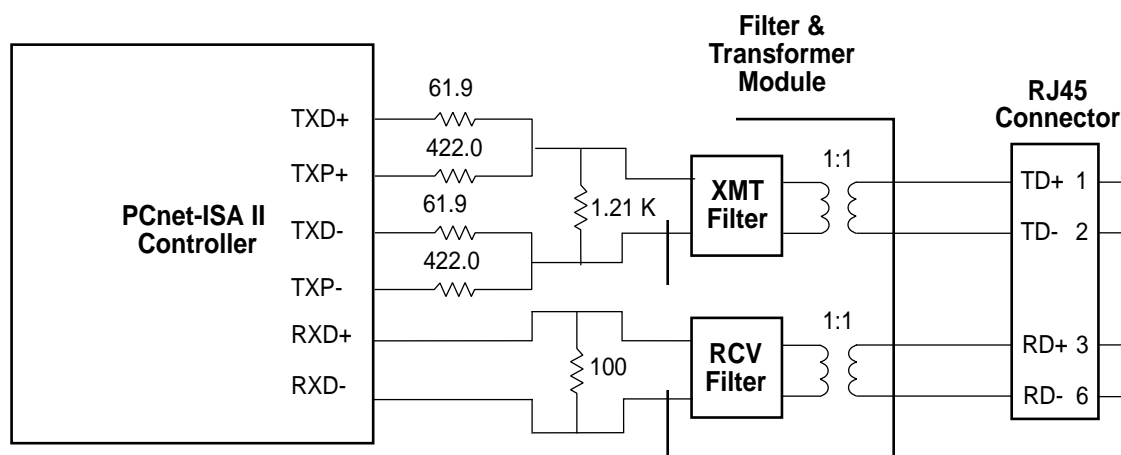 Filter &
Transformer
Module
RJ45
Connector
PCnet-ISA II
Controller
TXD+
TXP+
TXD-
TXP-
RXD+
RXD-
61.9
422.0
61.9
422.0
1.21 K
100
XMT
Filter
RCV
Filter
1:1
1:1
TD+ 1
TD- 2
RD+ 3
RD- 6